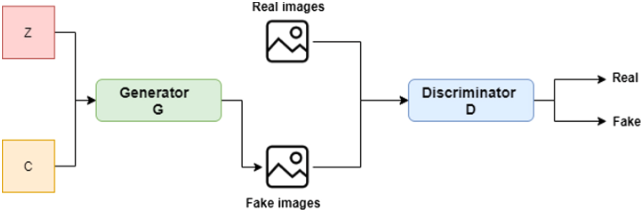 Z
C
Generator
G
Real images
Fake images
Discriminator
D
Real
Fake